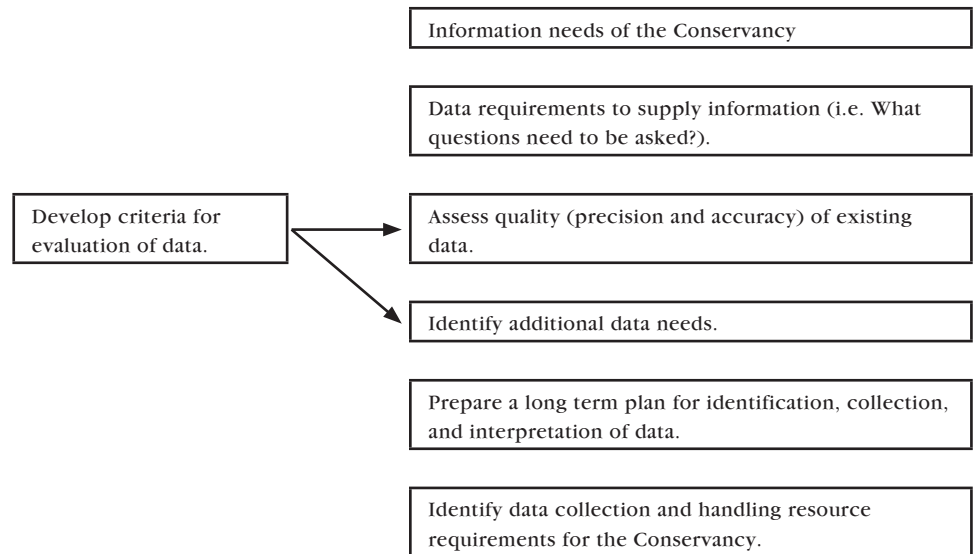 Information needs of the Conservancy
Data requirements to supply information (i.e. What
questions need to be asked?).
Develop criteria for
evaluation of data.
Assess quality (precision and accuracy) of existing
data.
Identify additional data needs.
Prepare a long term plan for identification, collection,
and interpretation of data.
Identify data collection and handling resource
requirements for the Conservancy.